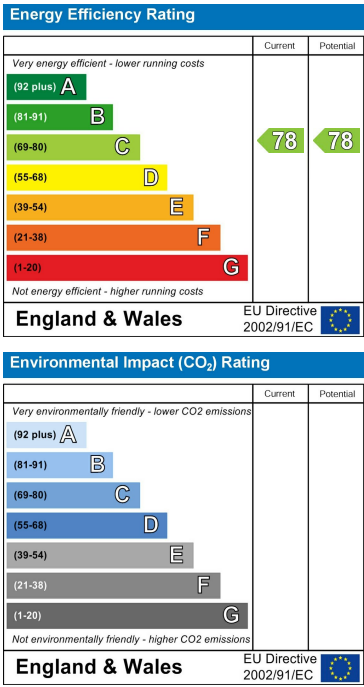 Energy Efficiency Rating
Current Potential
Very energy efficient - lower running costs
(92 plus) A
(81-91) B
(69-80) C 78 78
(55-68) D
(39-54) E
(21-38) F
(1-20) G
Not energy efficient - higher running costs
England & Wales
EU Directive
2002/91/EC
Environmental Impact (CO₂) Rating
Current Potential
Very environmentally friendly - lower CO2 emissions
(92 plus) A
(81-91) B
(69-80) C
(55-68) D
(39-54) E
(21-38) F
(1-20) G
Not environmentally friendly - higher CO2 emissions
England & Wales
EU Directive
2002/91/EC